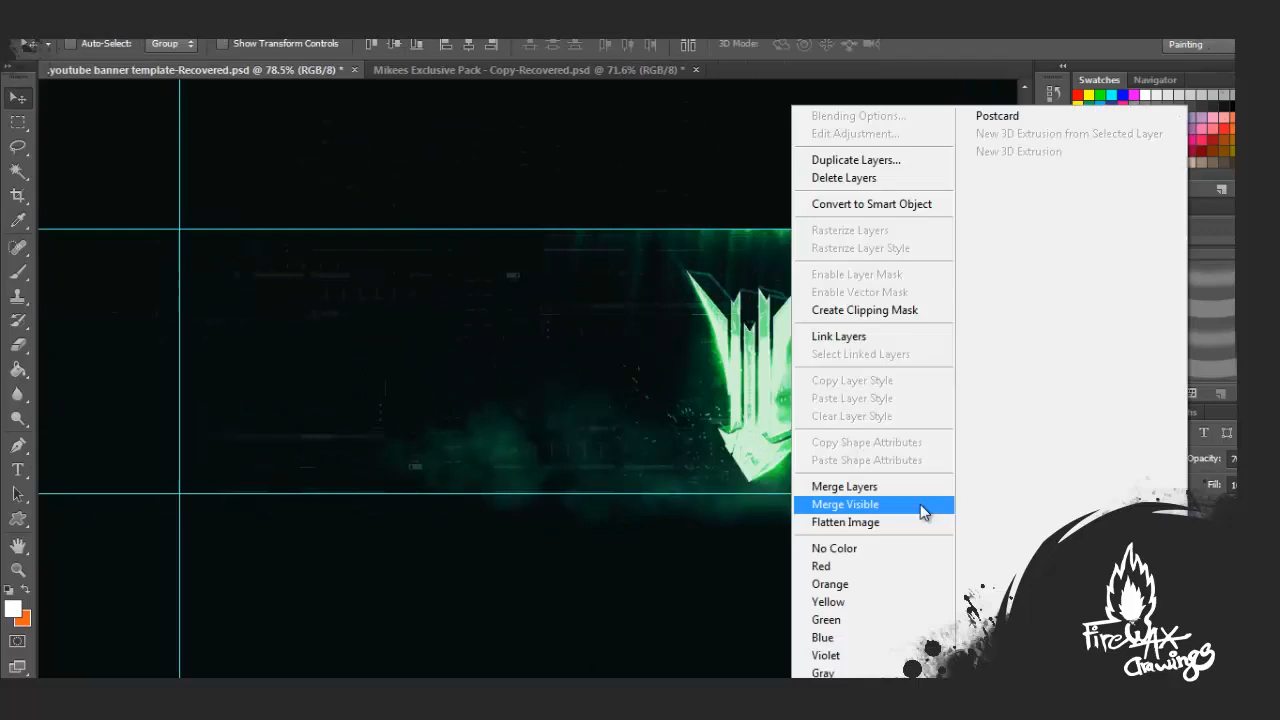 Auto-Select:
Group
Show Transform Controls
3D Mode:
Painting
.youtube banner template-Recovered.psd @ 78.5% (RGB/8) *
Mikees Exclusive Pack - Copy-Recovered.psd @ 71.6% (RGB/8) *
Swatches
Navigator
Blending Options...
Edit Adjustment...
Duplicate Layers...
Delete Layers
Convert to Smart Object
Rasterize Layers
Rasterize Layer Style
Enable Layer Mask
Enable Vector Mask
Create Clipping Mask
Link Layers
Select Linked Layers
Copy Layer Style
Paste Layer Style
Clear Layer Style
Copy Shape Attributes
Paste Shape Attributes
Merge Layers
Merge Visible
Flatten Image
No Color
Red
Orange
Yellow
Green
Blue
Violet
Gray
Postcard
New 3D Extrusion from Selected Layer
New 3D Extrusion
Opacity:
Fill:
FireWAX
Drawings